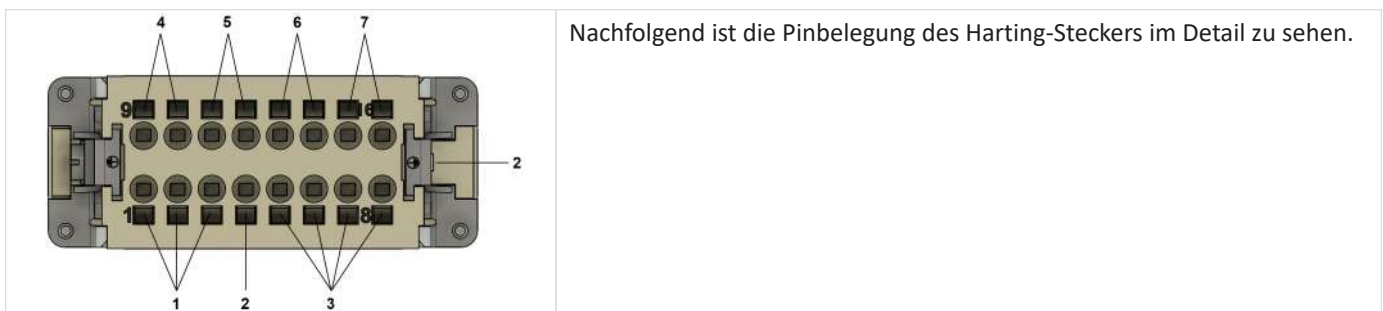 4 5 6 7
Nachfolgend ist die Pinbelegung des Harting-Steckers im Detail zu sehen.
9 16
2
1 8
1 2 3